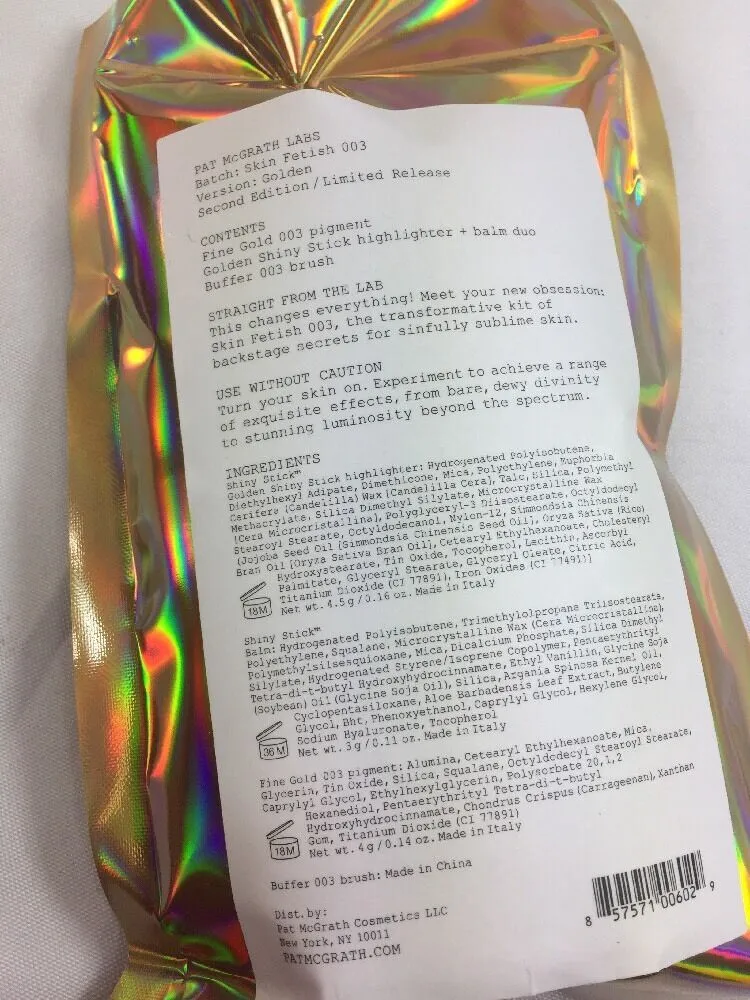 PAT McGRATH LABS
Batch: Skin Fetish 003
Version: Golden
Second Edition / Limited Release
CONTENTS
Fine Gold 003 pigment
Golden Shiny Stick highlighter + balm duo
Buffer 003 brush
STRAIGHT FROM THE LAB
This changes everything! Meet your new obsession:
Skin Fetish 003, the transformative kit of
backstage secrets for sinfully sublime skin.
USE WITHOUT CAUTION
Turn your skin on. Experiment to achieve a range
of exquisite effects, from bare, dewy divinity
to stunning luminosity beyond the spectrum.
INGREDIENTS
Shiny Stick™
Golden Shiny Stick highlighter: Hydrogenated Polyisobutene,
Diethylhexyl Adipate, Dimethicone, Mica, Polyethylene, Euphorbia
Cerifera (Candelilla) Wax [Candelilla Cera], Talc, Silica, Polymethyl
Methacrylate, Silica Dimethyl Silylate, Microcrystalline Wax
[Cera Microcristallina], Polyglyceryl-3 Diisostearate, Octyldodecyl
Stearoyl Stearate, Octyldodecanol, Nylon-12, Simmondsia Chinensis
(Jojoba Seed Oil [Simmondsia Chinensis Seed Oil], Oryza Sativa (Rice)
Bran Oil [Oryza Sativa Bran Oil], Cetearyl Ethylhexanoate, Cholesteryl
Hydroxystearate, Tin Oxide, Tocopherol, Lecithin, Ascorbyl
Palmitate, Glyceryl Stearate, Glyceryl Oleate, Citric Acid,
Titanium Dioxide (CI 77891), Iron Oxides (CI 77491)]
18M
Net wt. 4.5 g / 0.16 oz. Made in Italy
Shiny Stick™
Balm: Hydrogenated Polyisobutene, Trimethylolpropane Triisostearate,
Polyethylene, Squalane, Microcrystalline Wax (Cera Microcristallina),
Polymethylsilsesquioxane, Mica, Dicalcium Phosphate, Silica Dimethyl
Silylate, Hydrogenated Styrene/Isoprene Copolymer, Pentaerythrityl
Tetra-di-t-butyl Hydroxyhydrocinnamate, Ethyl Vanillin, Glycine Soja
(Soybean) Oil (Glycine Soja Oil), Silica, Argania Spinosa Kernel Oil,
Cyclopentasiloxane, Aloe Barbadensis Leaf Extract, Butylene
Glycol, Bht, Phenoxyethanol, Caprylyl Glycol, Hexylene Glycol,
Sodium Hyaluronate, Tocopherol
36 M
Net wt. 3 g / 0.11 oz. Made in Italy
Fine Gold 003 pigment: Alumina, Cetearyl Ethylhexanoate, Mica,
Glycerin, Tin Oxide, Silica, Squalane, Octyldodecyl Stearoyl Stearate,
Caprylyl Glycol, Ethylhexylglycerin, Polysorbate 20, 1,2
Hexanediol, Pentaerythrityl Tetra-di-t-butyl
Hydroxyhydrocinnamate, Chondrus Crispus (Carrageenan), Xanthan
Gum, Titanium Dioxide (CI 77891)
18M
Net wt. 4 g / 0.14 oz. Made in Italy
Buffer 003 brush: Made in China
Dist. by:
Pat McGrath Cosmetics LLC
New York, NY 10011
PATMCGRATH.COM
8 57571 00602 9